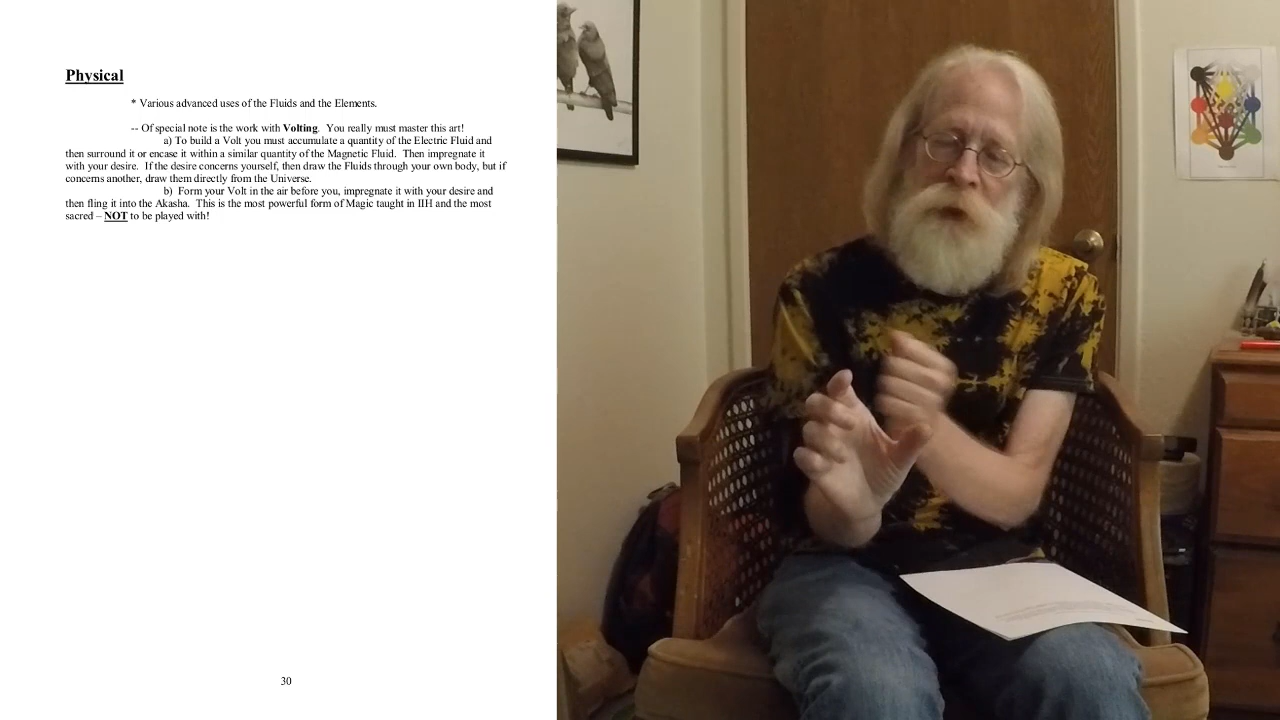 Physical
* Various advanced uses of the Fluids and the Elements.
-- Of special note is the work with Volting. You really must master this art!
a) To build a Volt you must accumulate a quantity of the Electric Fluid and
then surround it or encase it within a similar quantity of the Magnetic Fluid. Then impregnate it
with your desire. If the desire concerns yourself, then draw the Fluids through your own body, but if
concerns another, draw them directly from the Universe.
b) Form your Volt in the air before you, impregnate it with your desire and
then fling it into the Akasha. This is the most powerful form of Magic taught in IIH and the most
sacred – NOT to be played with!
30